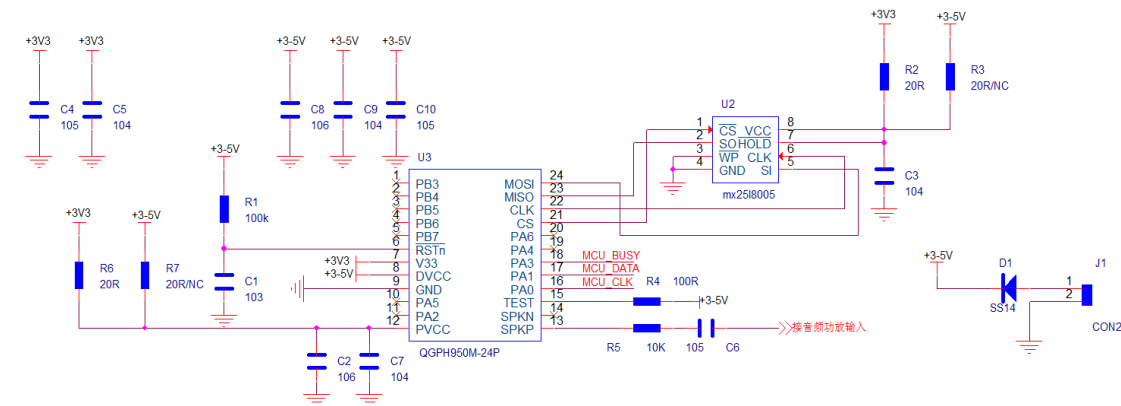 +3V3
+3V3
C4
105
C5
104
+3-5V
+3-5V
+3-5V
C8
106
C9
104
C10
105
+3-5V
R1
100k
C1
103
+3V3
+3-5V
R6
20R
R7
20R/NC
C2
106
C7
104
U3
1 PB3
2 PB4
3 PB5
4 PB6
5 PB7
6 RSTn
7 V33
8 DVCC
9 GND
10 PA5
11 PA2
12 PVCC
+3V3
+3-5V
MOSI 24
MISO 23
CLK 22
CS 21
PA6 20
PA4 19
PA3 18
PA1 17
PA0 16
TEST 15
SPKN 14
SPKP 13
QGPH950M-24P
MCU_BUSY
MCU_DATA
MCU_CLK
R4 100R
+3-5V
R5 10K
105 C6
接音频功放输入
U2
1 CS VCC 8
2 SO HOLD 7
3 WP CLK 6
4 GND SI 5
mx25l8005
+3V3
+3-5V
R2
20R
R3
20R/NC
C3
104
+3-5V
D1
SS14
J1
1
2
CON2